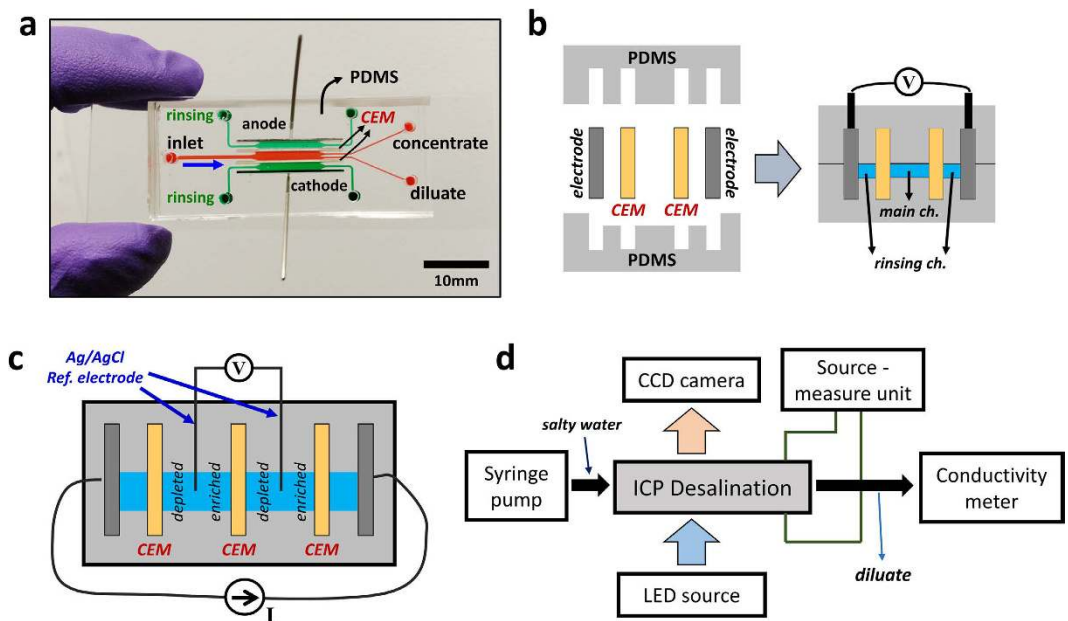 a
PDMS
rinsing
anode
CEM
inlet
concentrate
rinsing
cathode
diluate
10mm
b
PDMS
electrode
CEM
CEM
electrode
PDMS
V
main ch.
rinsing ch.
c
Ag/AgCl
Ref. electrode
V
depleted
enriched
depleted
enriched
CEM
CEM
CEM
I
d
CCD camera
Source -
measure unit
salty water
Syringe
pump
ICP Desalination
Conductivity
meter
diluate
LED source